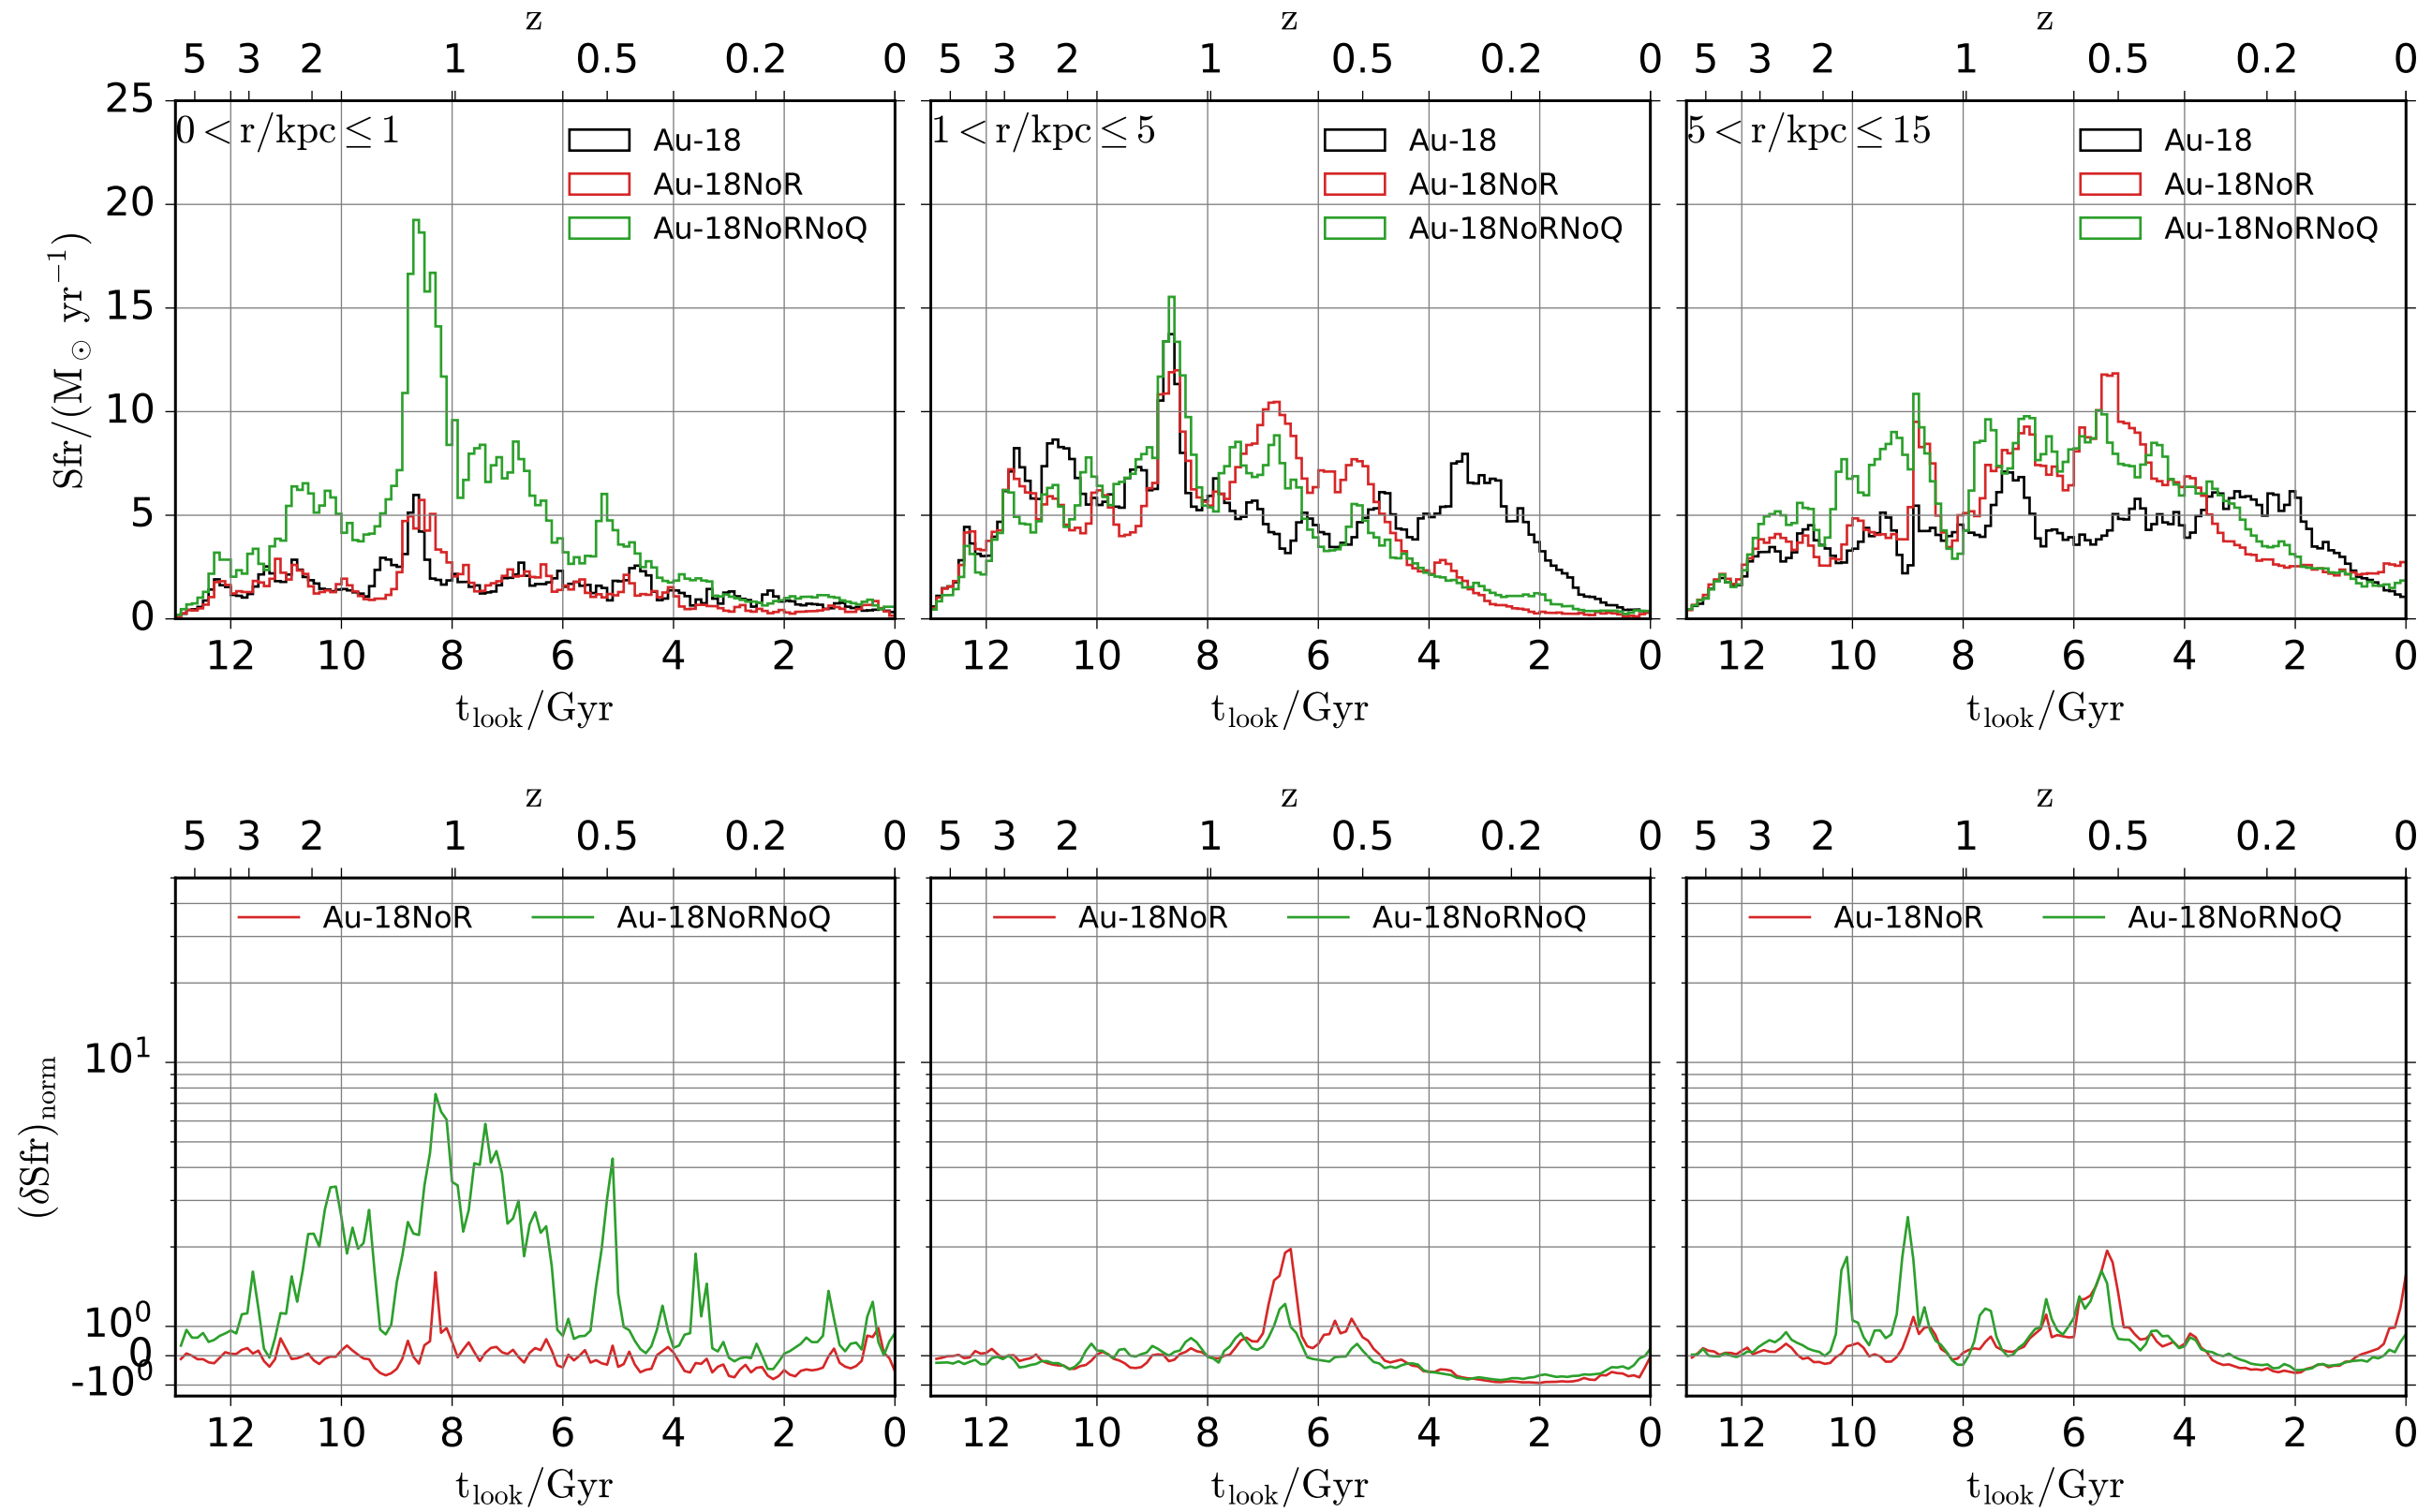 z z z
5 3 2 1 0.5 0.2 0 5 3 2 1 0.5 0.2 0 5 3 2 1 0.5 0.2 0
25
20
15
10
5
0
Sfr/(M⊙ yr⁻¹)
0 < r/kpc ≤ 1
Au-18
Au-18NoR
Au-18NoRNoQ
1 < r/kpc ≤ 5
Au-18
Au-18NoR
Au-18NoRNoQ
5 < r/kpc ≤ 15
Au-18
Au-18NoR
Au-18NoRNoQ
12 10 8 6 4 2 0 12 10 8 6 4 2 0 12 10 8 6 4 2 0
t_look/Gyr t_look/Gyr t_look/Gyr
z z z
5 3 2 1 0.5 0.2 0 5 3 2 1 0.5 0.2 0 5 3 2 1 0.5 0.2 0
10¹
10⁰
0
-10⁰
(δSfr)_norm
Au-18NoR Au-18NoRNoQ
Au-18NoR Au-18NoRNoQ
Au-18NoR Au-18NoRNoQ
12 10 8 6 4 2 0 12 10 8 6 4 2 0 12 10 8 6 4 2 0
t_look/Gyr t_look/Gyr t_look/Gyr